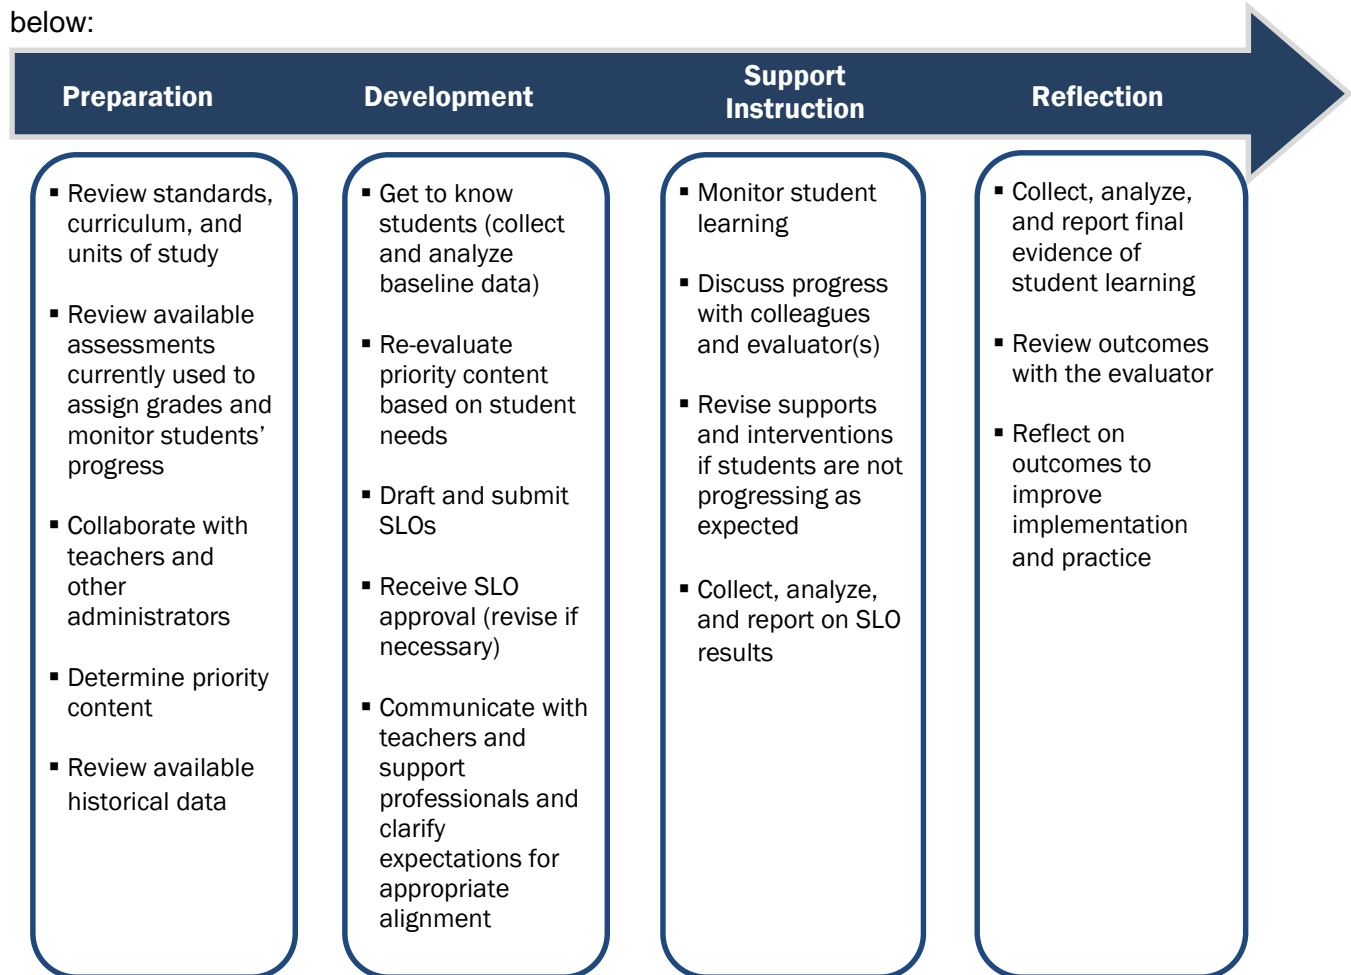 below:
Preparation
Development
Support
Instruction
Reflection
▪ Review standards,
curriculum, and
units of study
▪ Review available
assessments
currently used to
assign grades and
monitor students’
progress
▪ Collaborate with
teachers and
other
administrators
▪ Determine priority
content
▪ Review available
historical data
▪ Get to know
students (collect
and analyze
baseline data)
▪ Re-evaluate
priority content
based on student
needs
▪ Draft and submit
SLOs
▪ Receive SLO
approval (revise if
necessary)
▪ Communicate with
teachers and
support
professionals and
clarify
expectations for
appropriate
alignment
▪ Monitor student
learning
▪ Discuss progress
with colleagues
and evaluator(s)
▪ Revise supports
and interventions
if students are not
progressing as
expected
▪ Collect, analyze,
and report on SLO
results
▪ Collect, analyze,
and report final
evidence of
student learning
▪ Review outcomes
with the evaluator
▪ Reflect on
outcomes to
improve
implementation
and practice